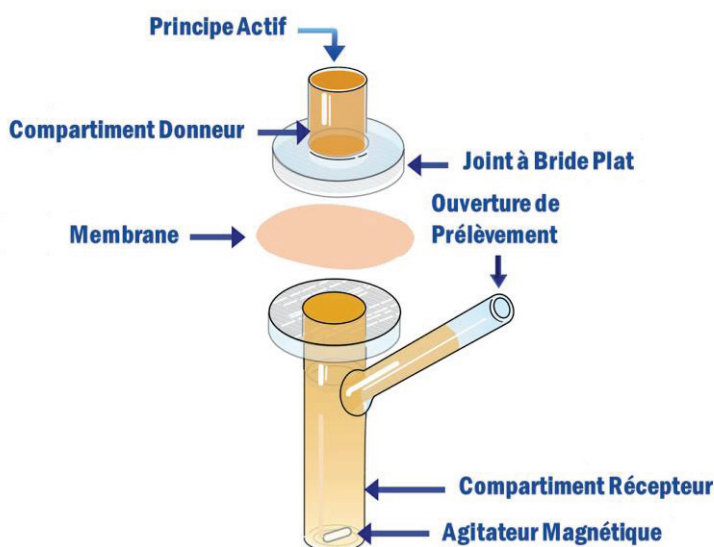 Principe Actif
Compartiment Donneur
Joint à Bride Plat
Ouverture de
Prélèvement
Membrane
Compartiment Récepteur
Agitateur Magnétique